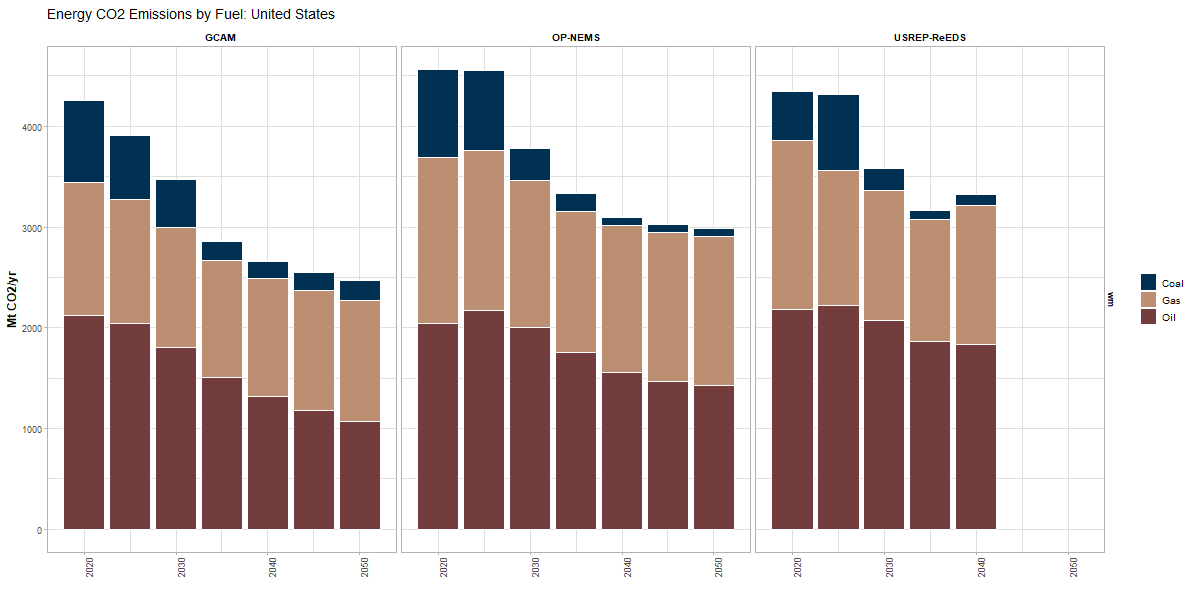 Energy CO2 Emissions by Fuel: United States
GCAM
OP-NEMS
USREP-ReEDS
Mt CO2/yr
4000
3000
2000
1000
0
2020
2030
2040
2050
2020
2030
2040
2050
2020
2030
2040
2050
wm
Coal
Gas
Oil